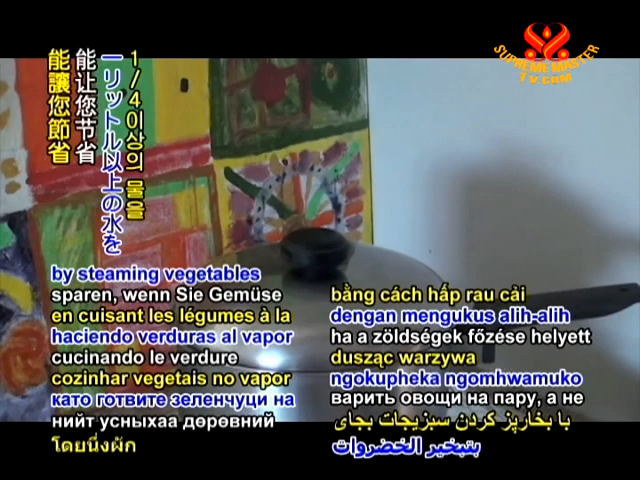 SUPREME MASTER
TV.COM
1/4이상의 물을
一リットル以上の水を
能让您节省
能讓您節省
by steaming vegetables
sparen, wenn Sie Gemüse
en cuisant les légumes à la
haciendo verduras al vapor
cucinando le verdure
cozinhar vegetais no vapor
като готвите зеленчуци на
нийт усныхаа дөрөвний
โดยนึ่งผัก
bằng cách hấp rau cải
dengan mengukus alih-alih
ha a zöldségek főzése helyett
dusząc warzywa
ngokupheka ngomhwamuko
варить овощи на пару, а не
با بخارپز کردن سبزیجات بجای
بتبخير الخضروات